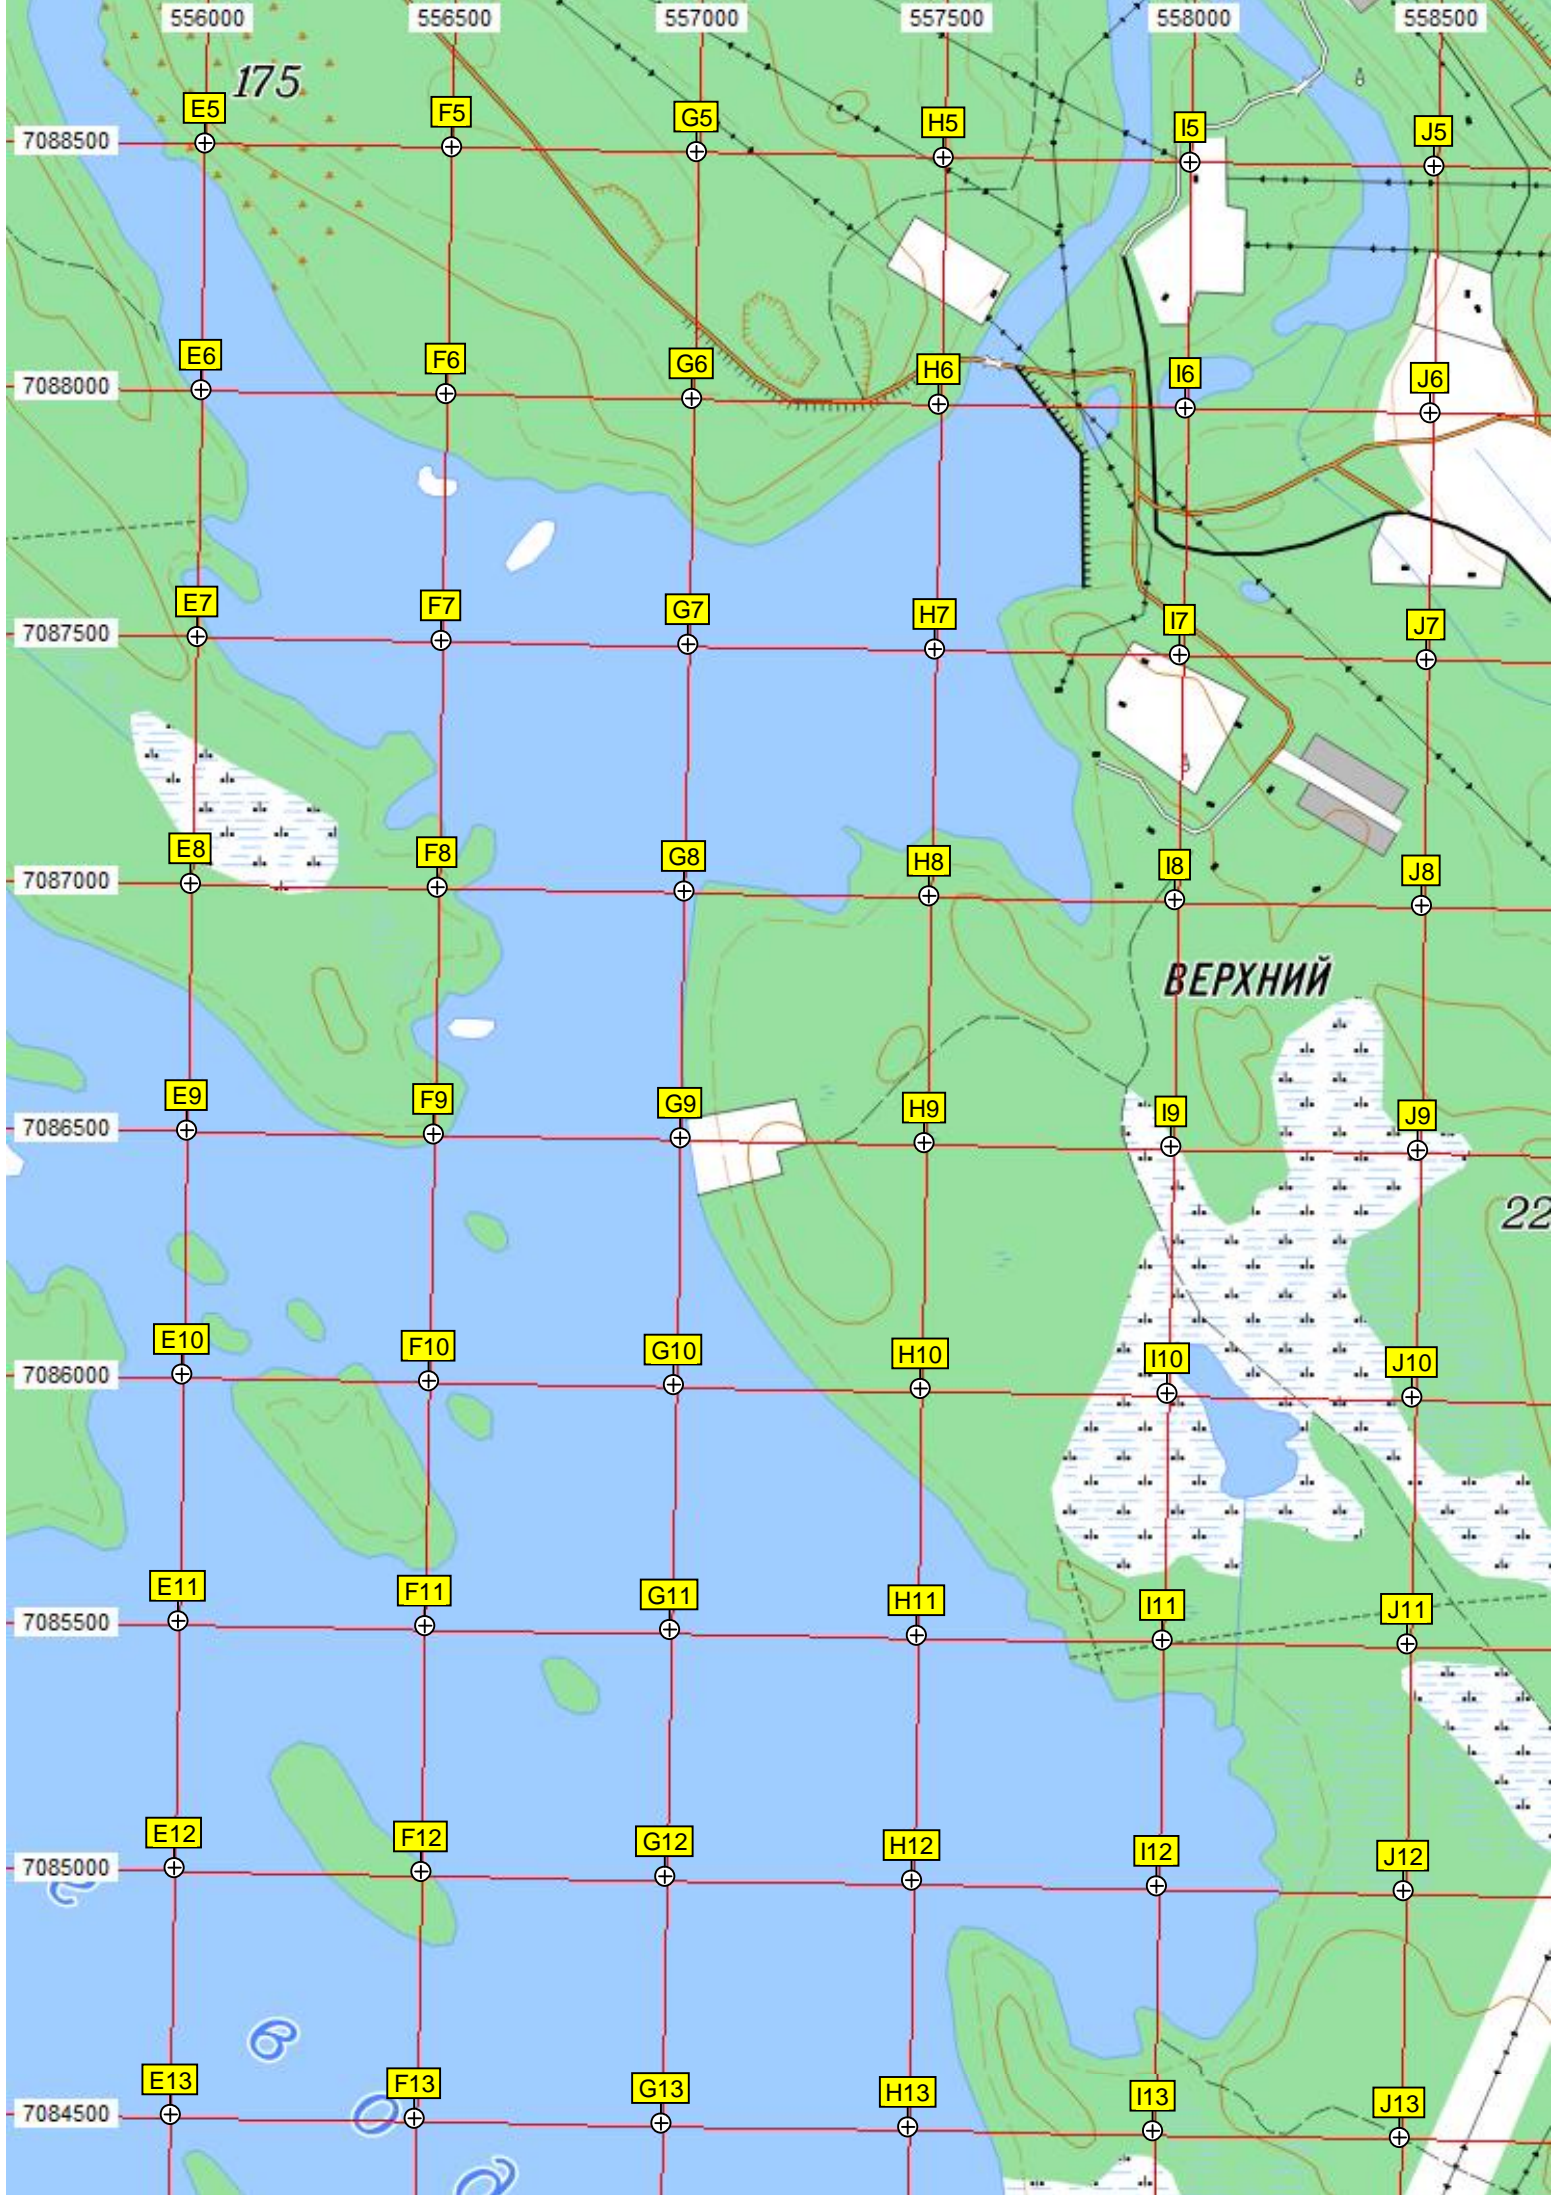 556000 556500 557000 557500 558000 558500
175
E5 F5 G5 H5 I5 J5
7088500
E6 F6 G6 H6 I6 J6
7088000
E7 F7 G7 H7 I7 J7
7087500
E8 F8 G8 H8 I8 J8
7087000
ВЕРХНИЙ
E9 F9 G9 H9 I9 J9
7086500
22
E10 F10 G10 H10 I10 J10
7086000
E11 F11 G11 H11 I11 J11
7085500
E12 F12 G12 H12 I12 J12
7085000
E13 F13 G13 H13 I13 J13
7084500